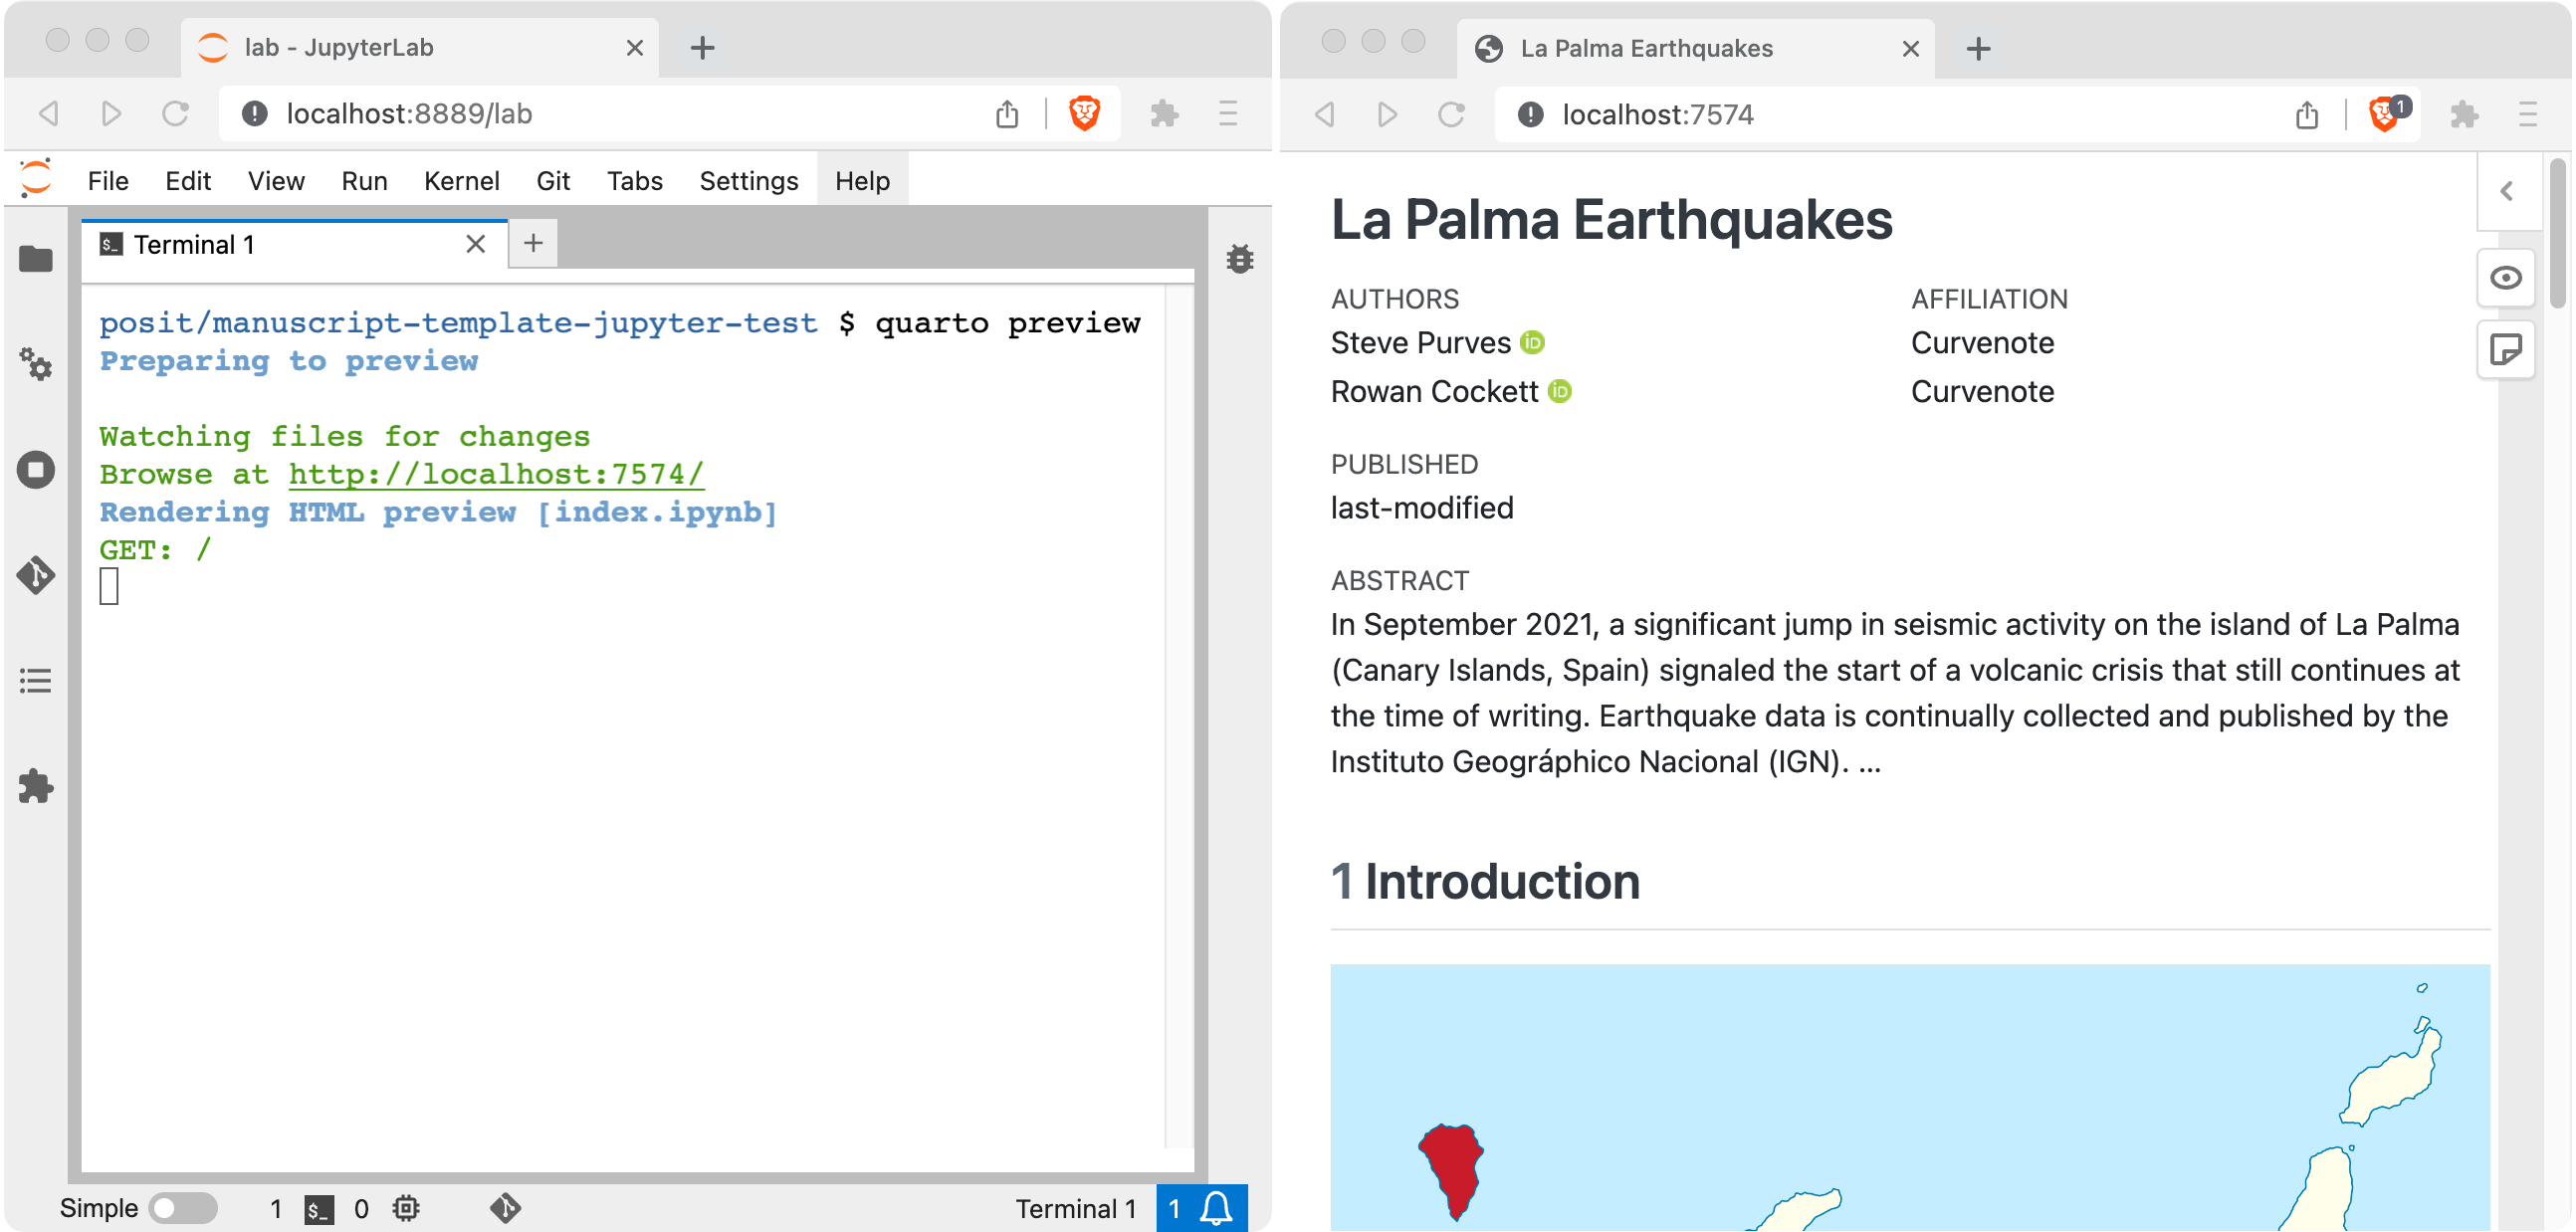 lab - JupyterLab
localhost:8889/lab
File Edit View Run Kernel Git Tabs Settings Help
$_ Terminal 1
posit/manuscript-template-jupyter-test $ quarto preview
Preparing to preview
Watching files for changes
Browse at http://localhost:7574/
Rendering HTML preview [index.ipynb]
GET: /
Simple 1 $_ 0 Terminal 1 1
La Palma Earthquakes
localhost:7574 1
La Palma Earthquakes
AUTHORS AFFILIATION
Steve Purves iD Curvenote
Rowan Cockett iD Curvenote
PUBLISHED
last-modified
ABSTRACT
In September 2021, a significant jump in seismic activity on the island of La Palma
(Canary Islands, Spain) signaled the start of a volcanic crisis that still continues at
the time of writing. Earthquake data is continually collected and published by the
Instituto Geográphico Nacional (IGN). ...
1 Introduction